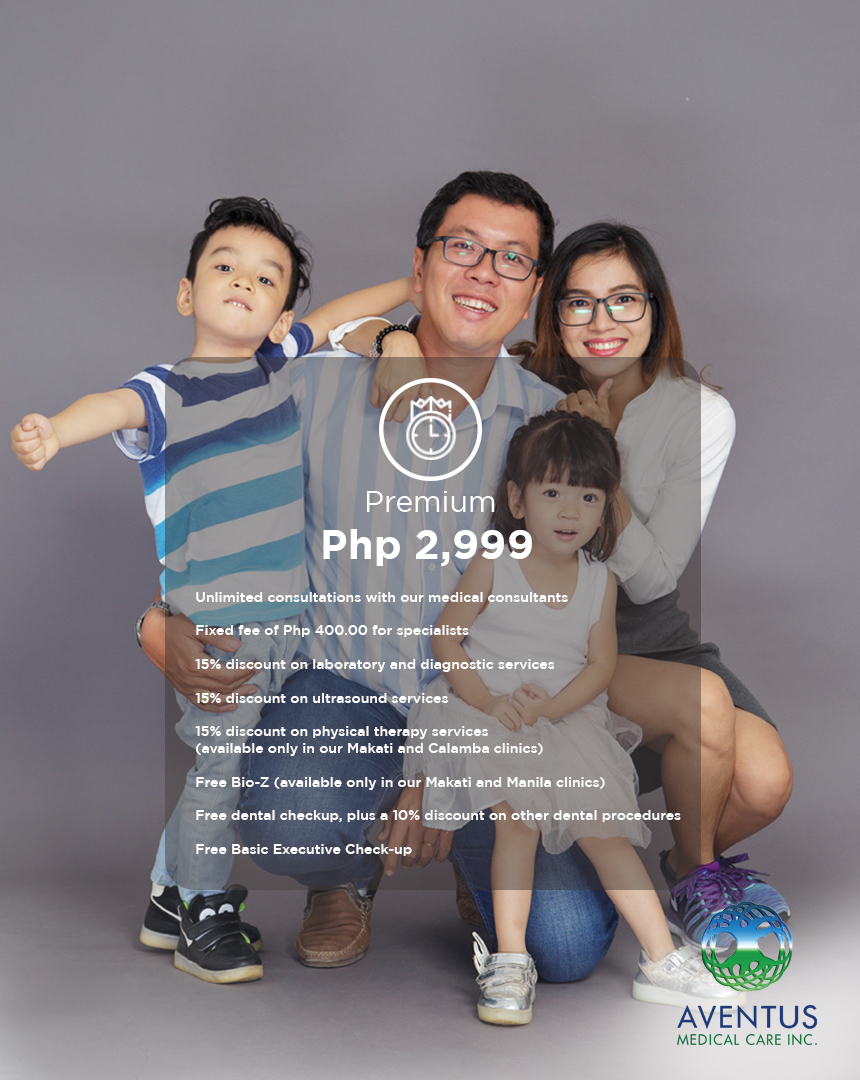 Premium
Php 2,999
Unlimited consultations with our medical consultants
Fixed fee of Php 400.00 for specialists
15% discount on laboratory and diagnostic services
15% discount on ultrasound services
15% discount on physical therapy services
(available only in our Makati and Calamba clinics)
Free Bio-Z (available only in our Makati and Manila clinics)
Free dental checkup, plus a 10% discount on other dental procedures
Free Basic Executive Check-up
AVENTUS
MEDICAL CARE INC.